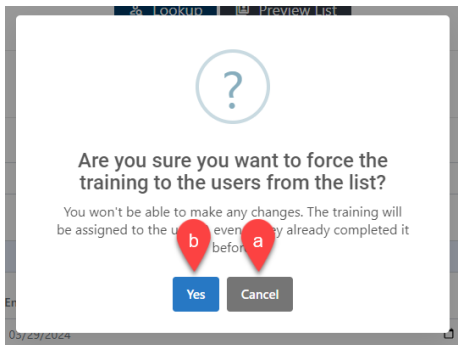 Lookup Preview List
?
Are you sure you want to force the
training to the users from the list?
You won't be able to make any changes. The training will
be assigned to the even already completed it
b a
Yes Cancel
03/29/2024